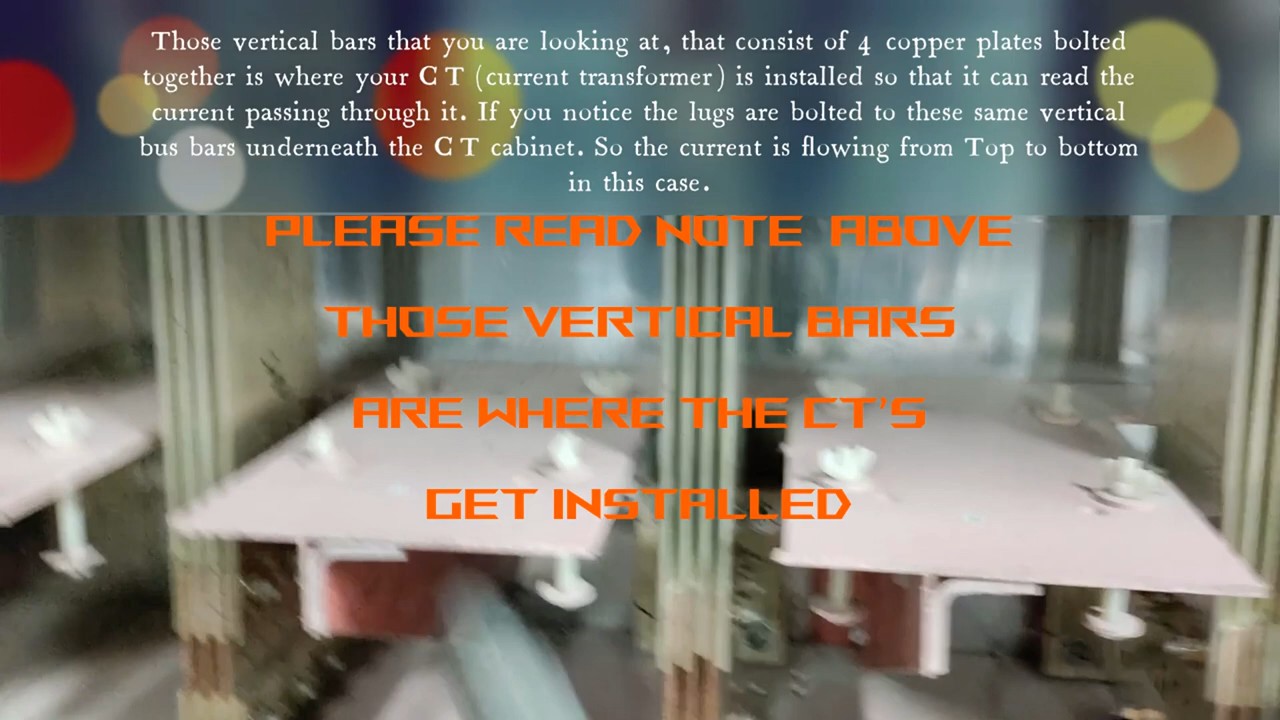 Those vertical bars that you are looking at, that consist of 4 copper plates bolted
together is where your CT (current transformer) is installed so that it can read the
current passing through it. If you notice the lugs are bolted to these same vertical
bus bars underneath the CT cabinet. So the current is flowing from Top to bottom
in this case.
PLEASE READ NOTE ABOVE
THOSE VERTICAL BARS
ARE WHERE THE CT'S
GET INSTALLED